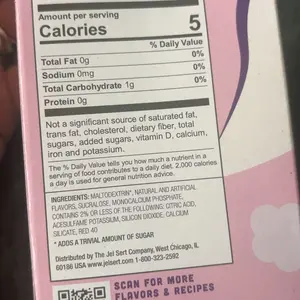 Amount per serving
Calories 5
% Daily Value
Total Fat 0g 0%
Sodium 0mg 0%
Total Carbohydrate 1g 0%
Protein 0g
Not a significant source of saturated fat,
trans fat, cholesterol, dietary fiber, total
sugars, added sugars, vitamin D, calcium,
iron and potassium.
The % Daily Value tells you how much a nutrient in a
serving of food contributes to a daily diet. 2,000 calories
a day is used for general nutrition advice.
INGREDIENTS: MALTODEXTRIN*, NATURAL AND ARTIFICIAL
FLAVORS, SUCRALOSE, MONOCALCIUM PHOSPHATE,
CONTAINS 2% OR LESS OF THE FOLLOWING: CITRIC ACID,
ACESULFAME POTASSIUM, SILICON DIOXIDE, CALCIUM
SILICATE, RED 40
* ADDS A TRIVIAL AMOUNT OF SUGAR
Distributed by The Jel Sert Company, West Chicago, IL
60186 USA www.jelsert.com 1-800-323-2592
SCAN FOR MORE
FLAVORS & RECIPES